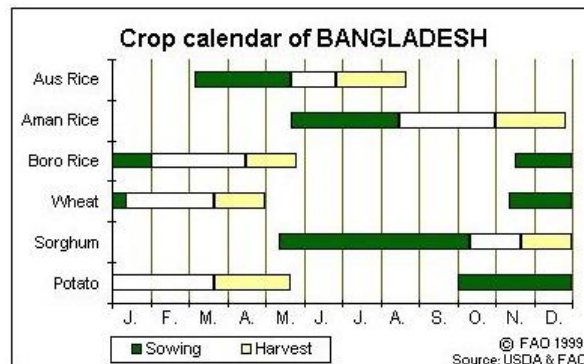 Crop calendar of BANGLADESH
Aus Rice
Aman Rice
Boro Rice
Wheat
Sorghum
Potato
J. F. M. A. M. J. J. A. S. O. N. D.
Sowing Harvest
© FAO 1999
Source: USDA & FAO